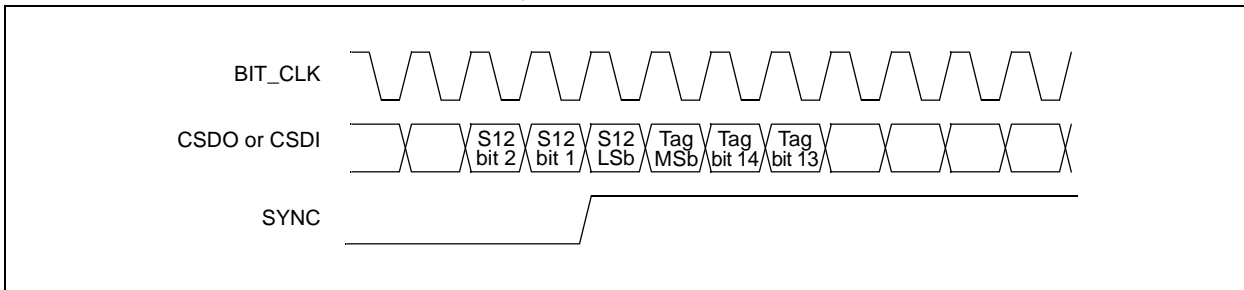 BIT_CLK
CSDO or CSDI
S12 bit 2
S12 bit 1
S12 LSb
Tag MSb
Tag bit 14
Tag bit 13
SYNC